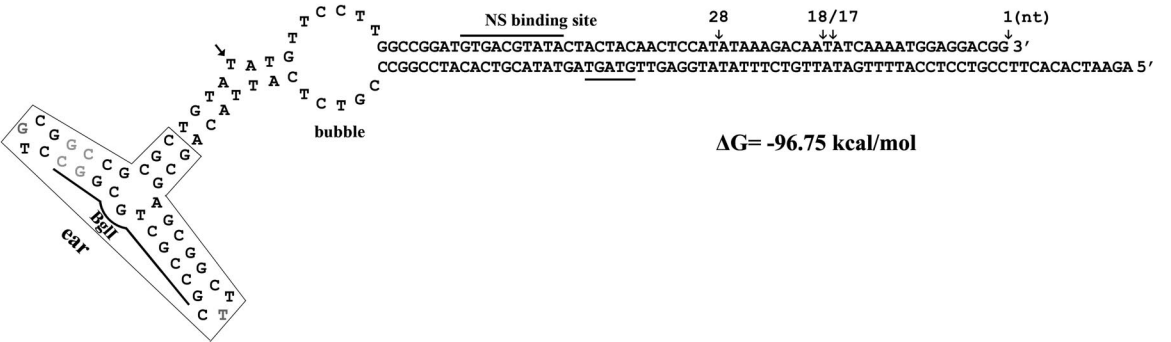 T T C C T T
NS binding site
28
18/17
1(nt)
GGCCGGATGTGACGTATACTACTACAACTCCATATAAAGACAATATCAAAATGGAGGACGG 3′
CCGGCCTACACTGCATATGATGATGTTGAGGTATATTTCTGTTATAGTTTTACCTCCTGCCTTCACACTAAGA 5′
T G T A T A T G
A C A T T A C
T C T G C
bubble
ΔG= -96.75 kcal/mol
G C G G C C G C G C
T C C G G C G T C G C C G C
G C G A G C G G C T T
BglI
ear